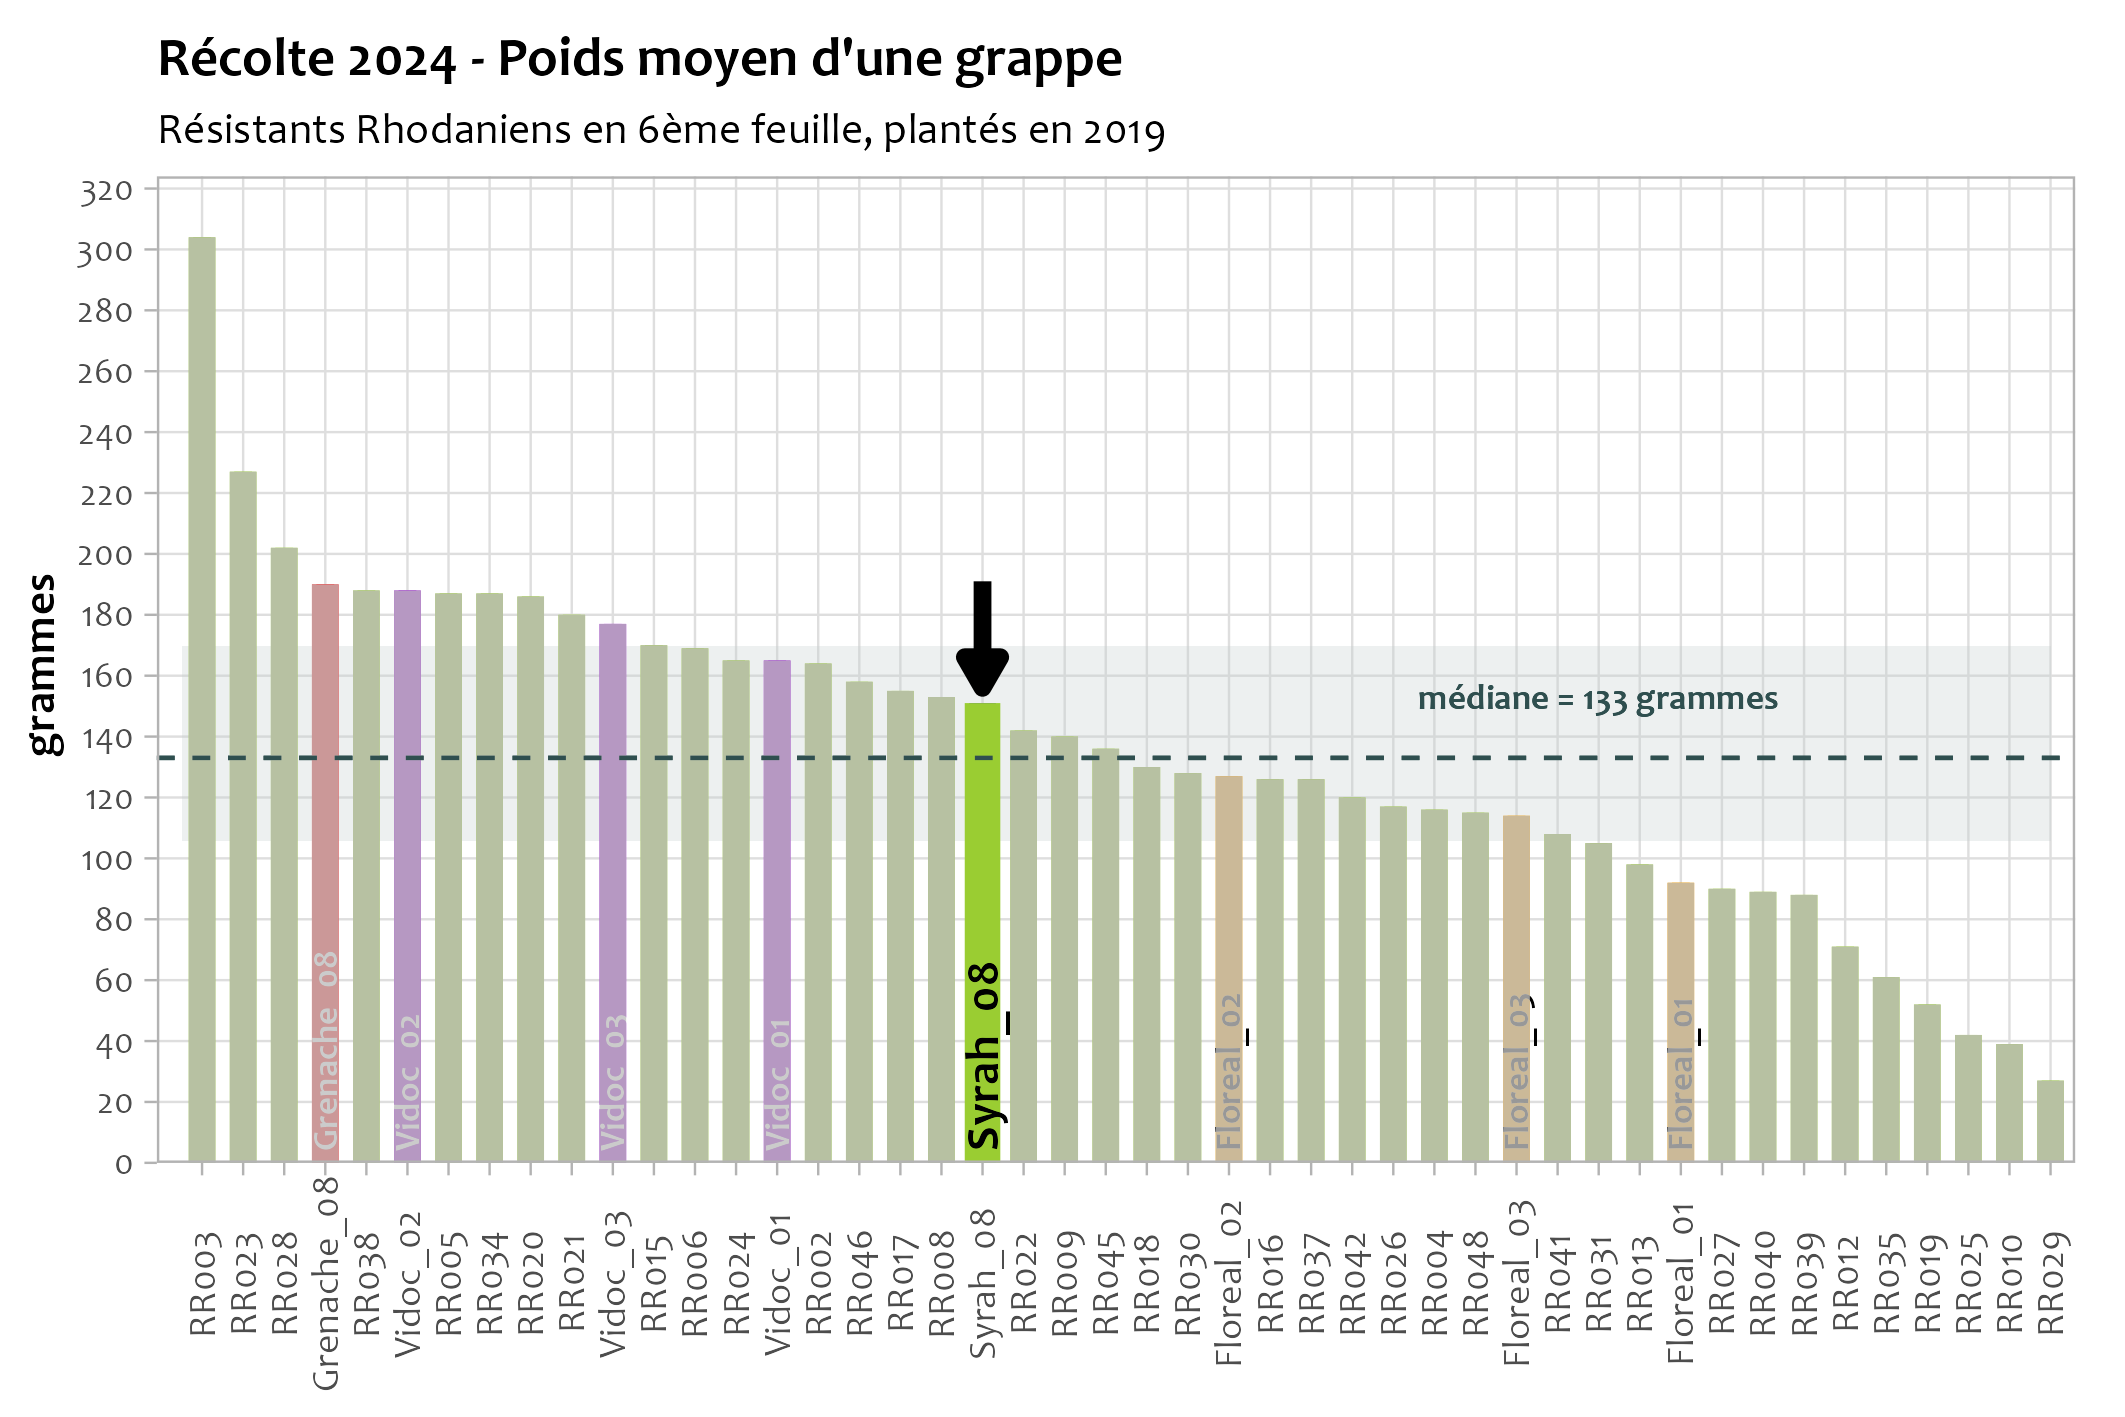 Récolte 2024 - Poids moyen d'une grappe
Résistants Rhodaniens en 6ème feuille, plantés en 2019
grammes
320
300
280
260
240
220
200
180
160
140
120
100
80
60
40
20
0
médiane = 133 grammes
Grenache_08
Vidoc_02
Vidoc_03
Vidoc_01
Syrah_08
Floreal_02
Floreal_03
Floreal_01
RR003
RR023
RR028
Grenache_08
RR038
Vidoc_02
RR005
RR034
RR020
RR021
Vidoc_03
RR015
RR006
RR024
Vidoc_01
RR002
RR046
RR017
RR008
Syrah_08
RR022
RR009
RR045
RR018
RR030
Floreal_02
RR016
RR037
RR042
RR026
RR004
RR048
Floreal_03
RR041
RR031
RR013
Floreal_01
RR027
RR040
RR039
RR012
RR035
RR019
RR025
RR010
RR029